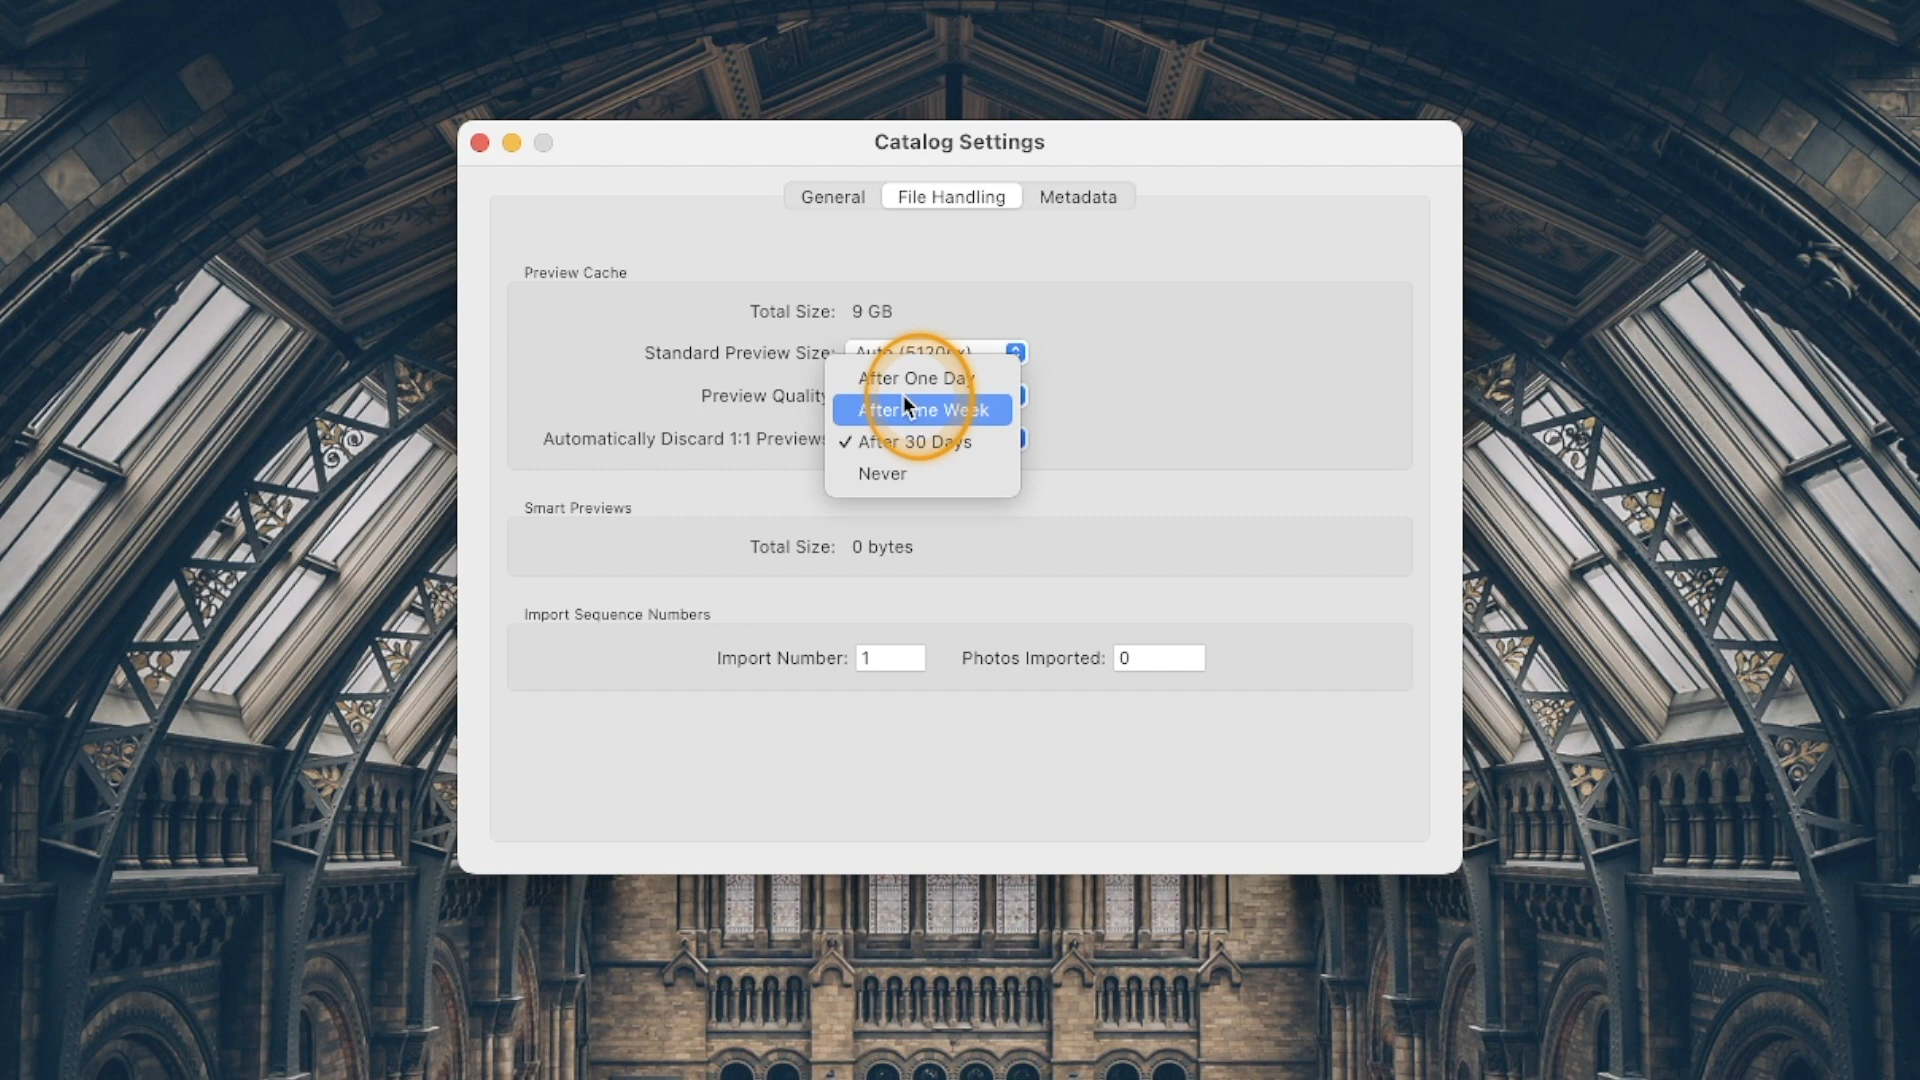 Catalog Settings
General File Handling Metadata
Preview Cache
Total Size: 9 GB
Standard Preview Size: Auto (5120px)
After One Day
Preview Quality
After One Week
Automatically Discard 1:1 Previews
✓ After 30 Days
Never
Smart Previews
Total Size: 0 bytes
Import Sequence Numbers
Import Number: 1 Photos Imported: 0